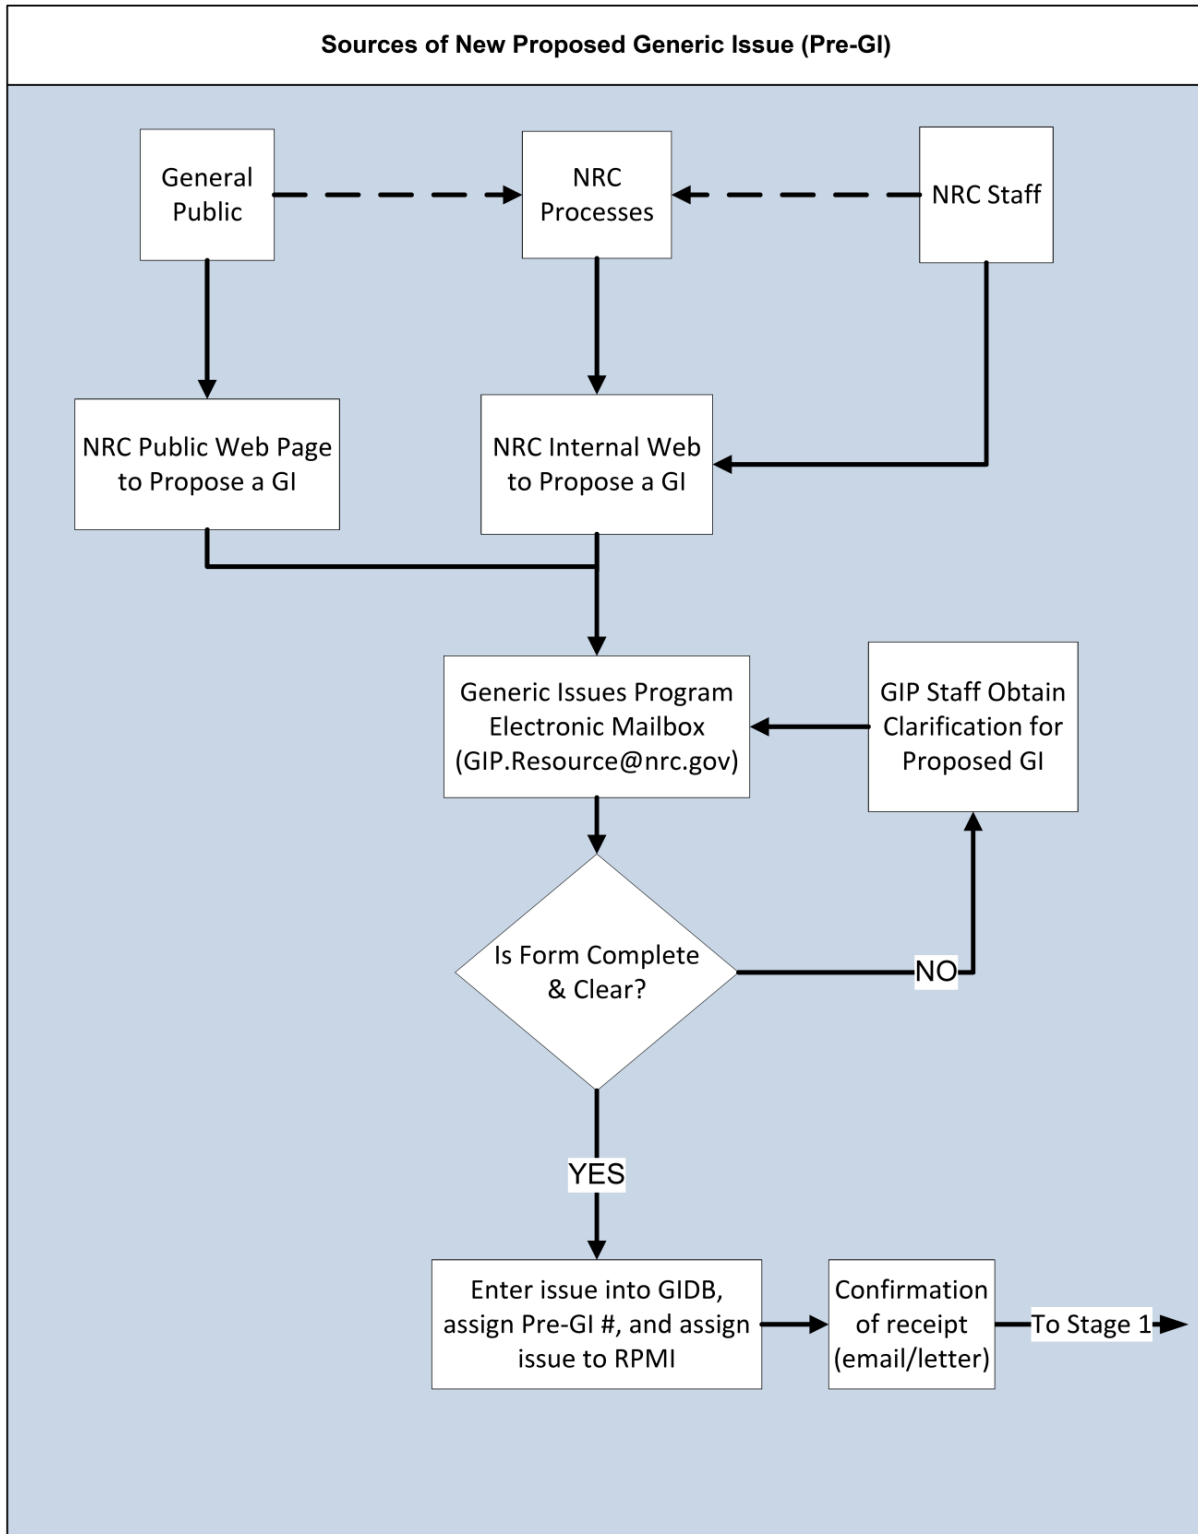 Sources of New Proposed Generic Issue (Pre-GI)
General
Public
NRC
Processes
NRC Staff
NRC Public Web Page
to Propose a GI
NRC Internal Web
to Propose a GI
Generic Issues Program
Electronic Mailbox
(GIP.Resource@nrc.gov)
GIP Staff Obtain
Clarification for
Proposed GI
Is Form Complete
& Clear?
NO
YES
Enter issue into GIDB,
assign Pre-GI #, and assign
issue to RPMI
Confirmation
of receipt
(email/letter)
To Stage 1